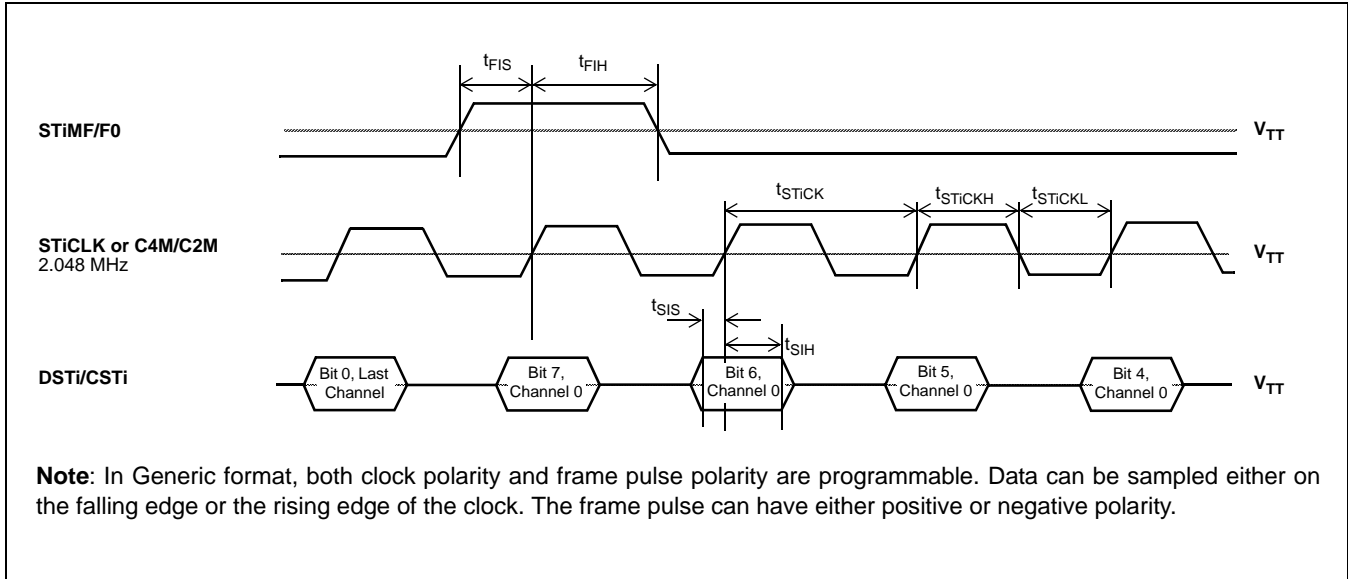 tFIS
tFIH
STiMF/F0
VTT
tSTiCK
tSTiCKH
tSTiCKL
STiCLK or C4M/C2M
2.048 MHz
VTT
tSIS
tSIH
DSTi/CSTi
Bit 0, Last
Channel
Bit 7,
Channel 0
Bit 6,
Channel 0
Bit 5,
Channel 0
Bit 4,
Channel 0
VTT
Note: In Generic format, both clock polarity and frame pulse polarity are programmable. Data can be sampled either on
the falling edge or the rising edge of the clock. The frame pulse can have either positive or negative polarity.